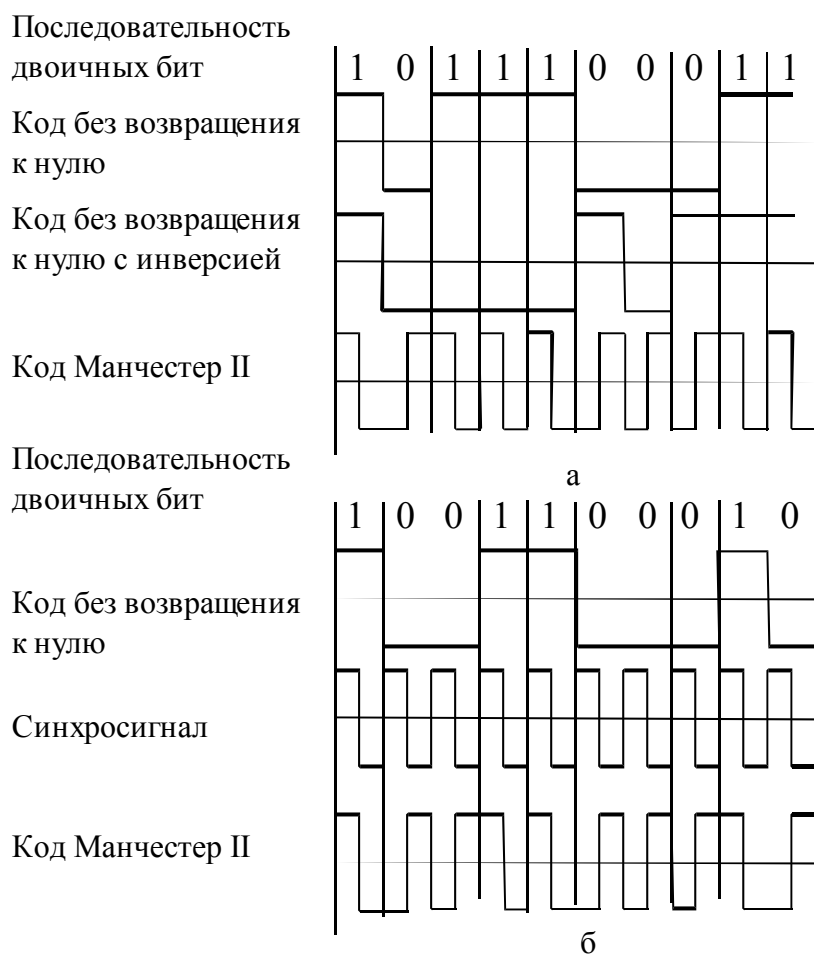 Последовательность
двоичных бит
1 0 1 1 1 0 0 0 1 1
Код без возвращения
к нулю
Код без возвращения
к нулю с инверсией
Код Манчестер II
а
Последовательность
двоичных бит
1 0 0 1 1 0 0 0 1 0
Код без возвращения
к нулю
Синхросигнал
Код Манчестер II
б